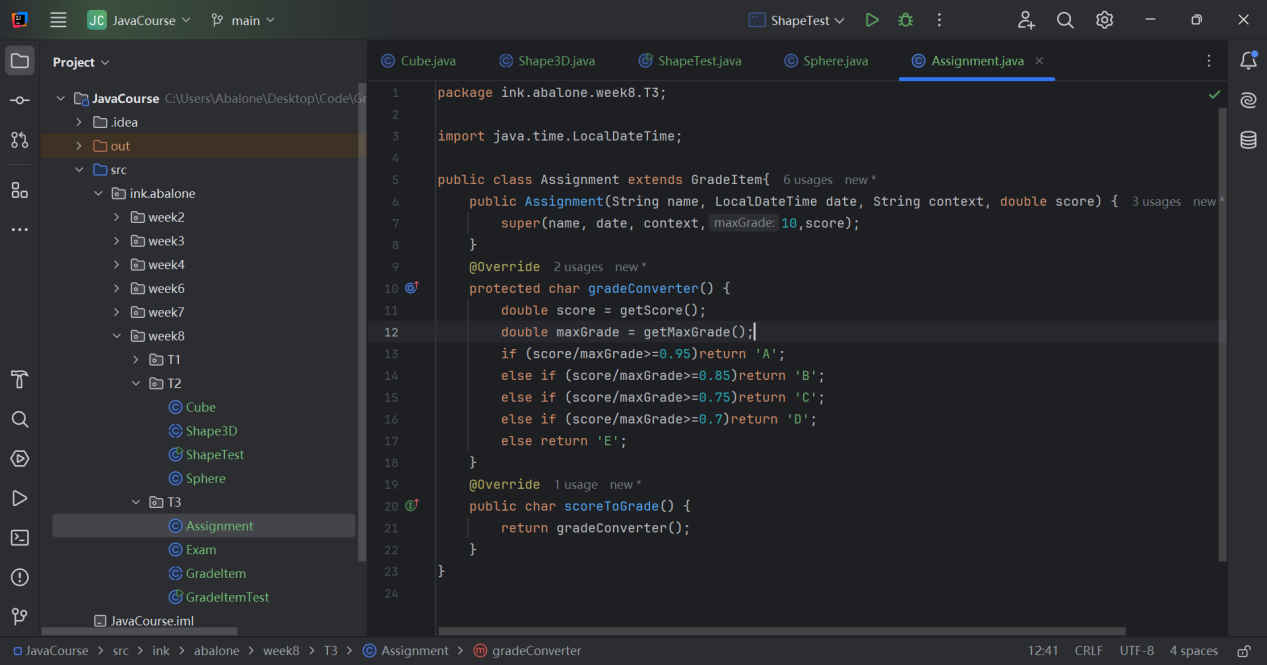 JC JavaCourse main ShapeTest
Project
Cube.java Shape3D.java ShapeTest.java Sphere.java Assignment.java
JavaCourse C:\Users\Abalone\Desktop\Code\Gr
.idea
out
src
ink.abalone
week2
week3
week4
week6
week7
week8
T1
T2
Cube
Shape3D
ShapeTest
Sphere
T3
Assignment
Exam
GradeItem
GradeItemTest
JavaCourse.iml
1 package ink.abalone.week8.T3;
2
3 import java.time.LocalDateTime;
4
5 public class Assignment extends GradeItem{ 6 usages new *
6 public Assignment(String name, LocalDateTime date, String context, double score) { 3 usages new *
7 super(name, date, context, maxGrade: 10,score);
8 }
9 @Override 2 usages new *
10 protected char gradeConverter() {
11 double score = getScore();
12 double maxGrade = getMaxGrade();
13 if (score/maxGrade>=0.95)return 'A';
14 else if (score/maxGrade>=0.85)return 'B';
15 else if (score/maxGrade>=0.75)return 'C';
16 else if (score/maxGrade>=0.7)return 'D';
17 else return 'E';
18 }
19 @Override 1 usage new *
20 public char scoreToGrade() {
21 return gradeConverter();
22 }
23 }
24
JavaCourse > src > ink > abalone > week8 > T3 > Assignment > gradeConverter 12:41 CRLF UTF-8 4 spaces